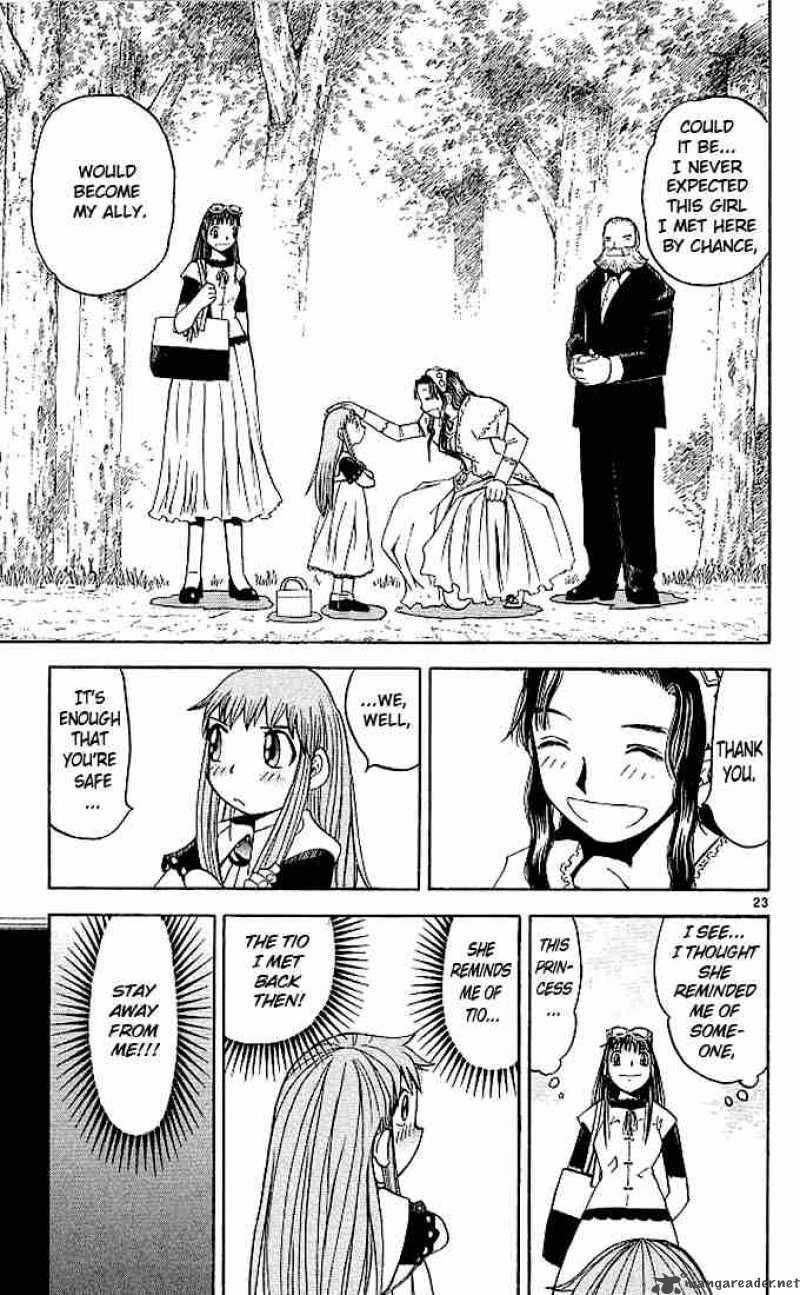 COULD
IT BE...
I NEVER
EXPECTED
THIS GIRL
I MET HERE
BY CHANCE,
WOULD
BECOME
MY ALLY.
THANK
YOU.
...WE,
WELL,
IT'S
ENOUGH
THAT
YOU'RE
SAFE
...
23
I SEE...
I THOUGHT
SHE
REMINDED
ME OF
SOME-
ONE,
THIS
PRIN-
CESS
...
SHE
REMINDS
ME OF
TIO...
THE TIO
I MET
BACK
THEN!
STAY
AWAY
FROM
ME!!!
mangareader.net